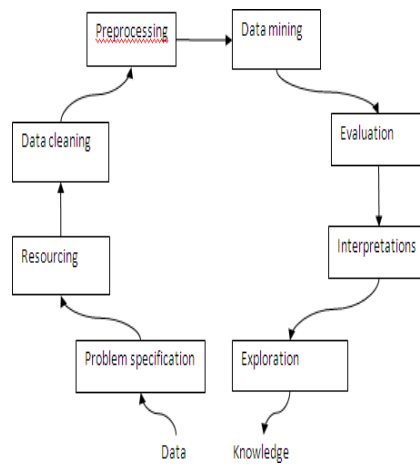 Preprocessing
Data mining
Data cleaning
Evaluation
Resourcing
Interpretations
Problem specification
Exploration
Data
Knowledge